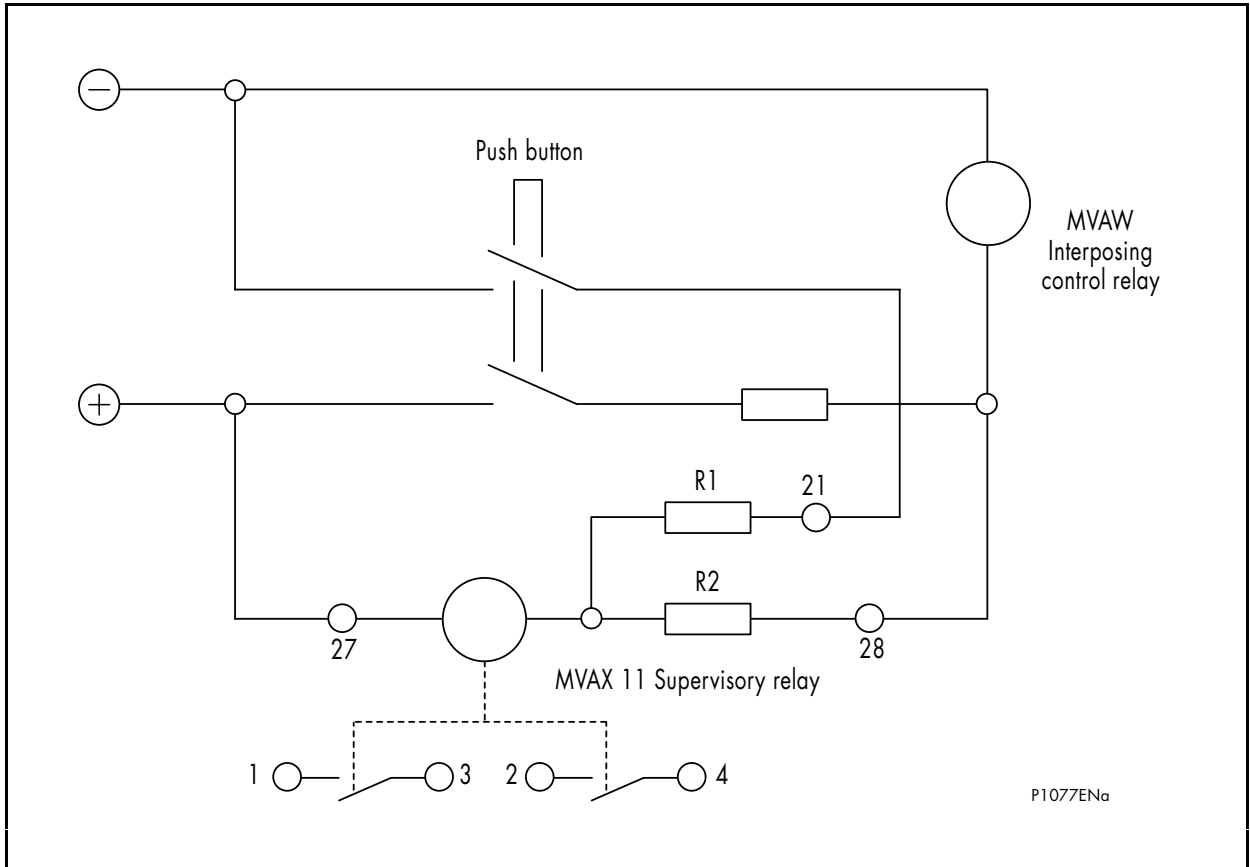 −
Push button
MVAW
Interposing
control relay
+
R1
21
R2
27
28
MVAX 11 Supervisory relay
1
3
2
4
P1077ENa